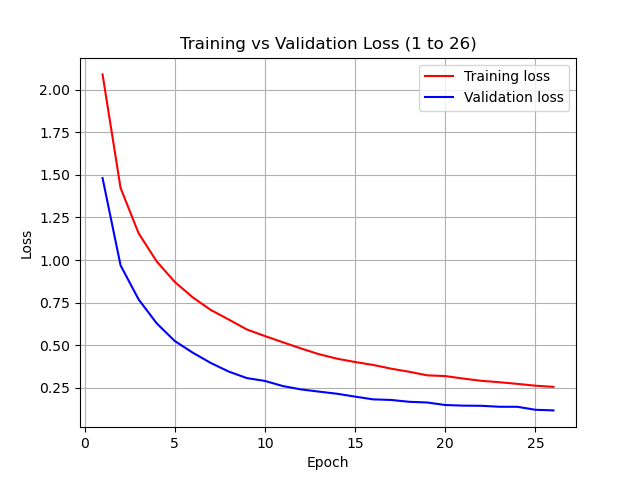 Training vs Validation Loss (1 to 26)
Training loss
Validation loss
Loss
2.00
1.75
1.50
1.25
1.00
0.75
0.50
0.25
0 5 10 15 20 25
Epoch